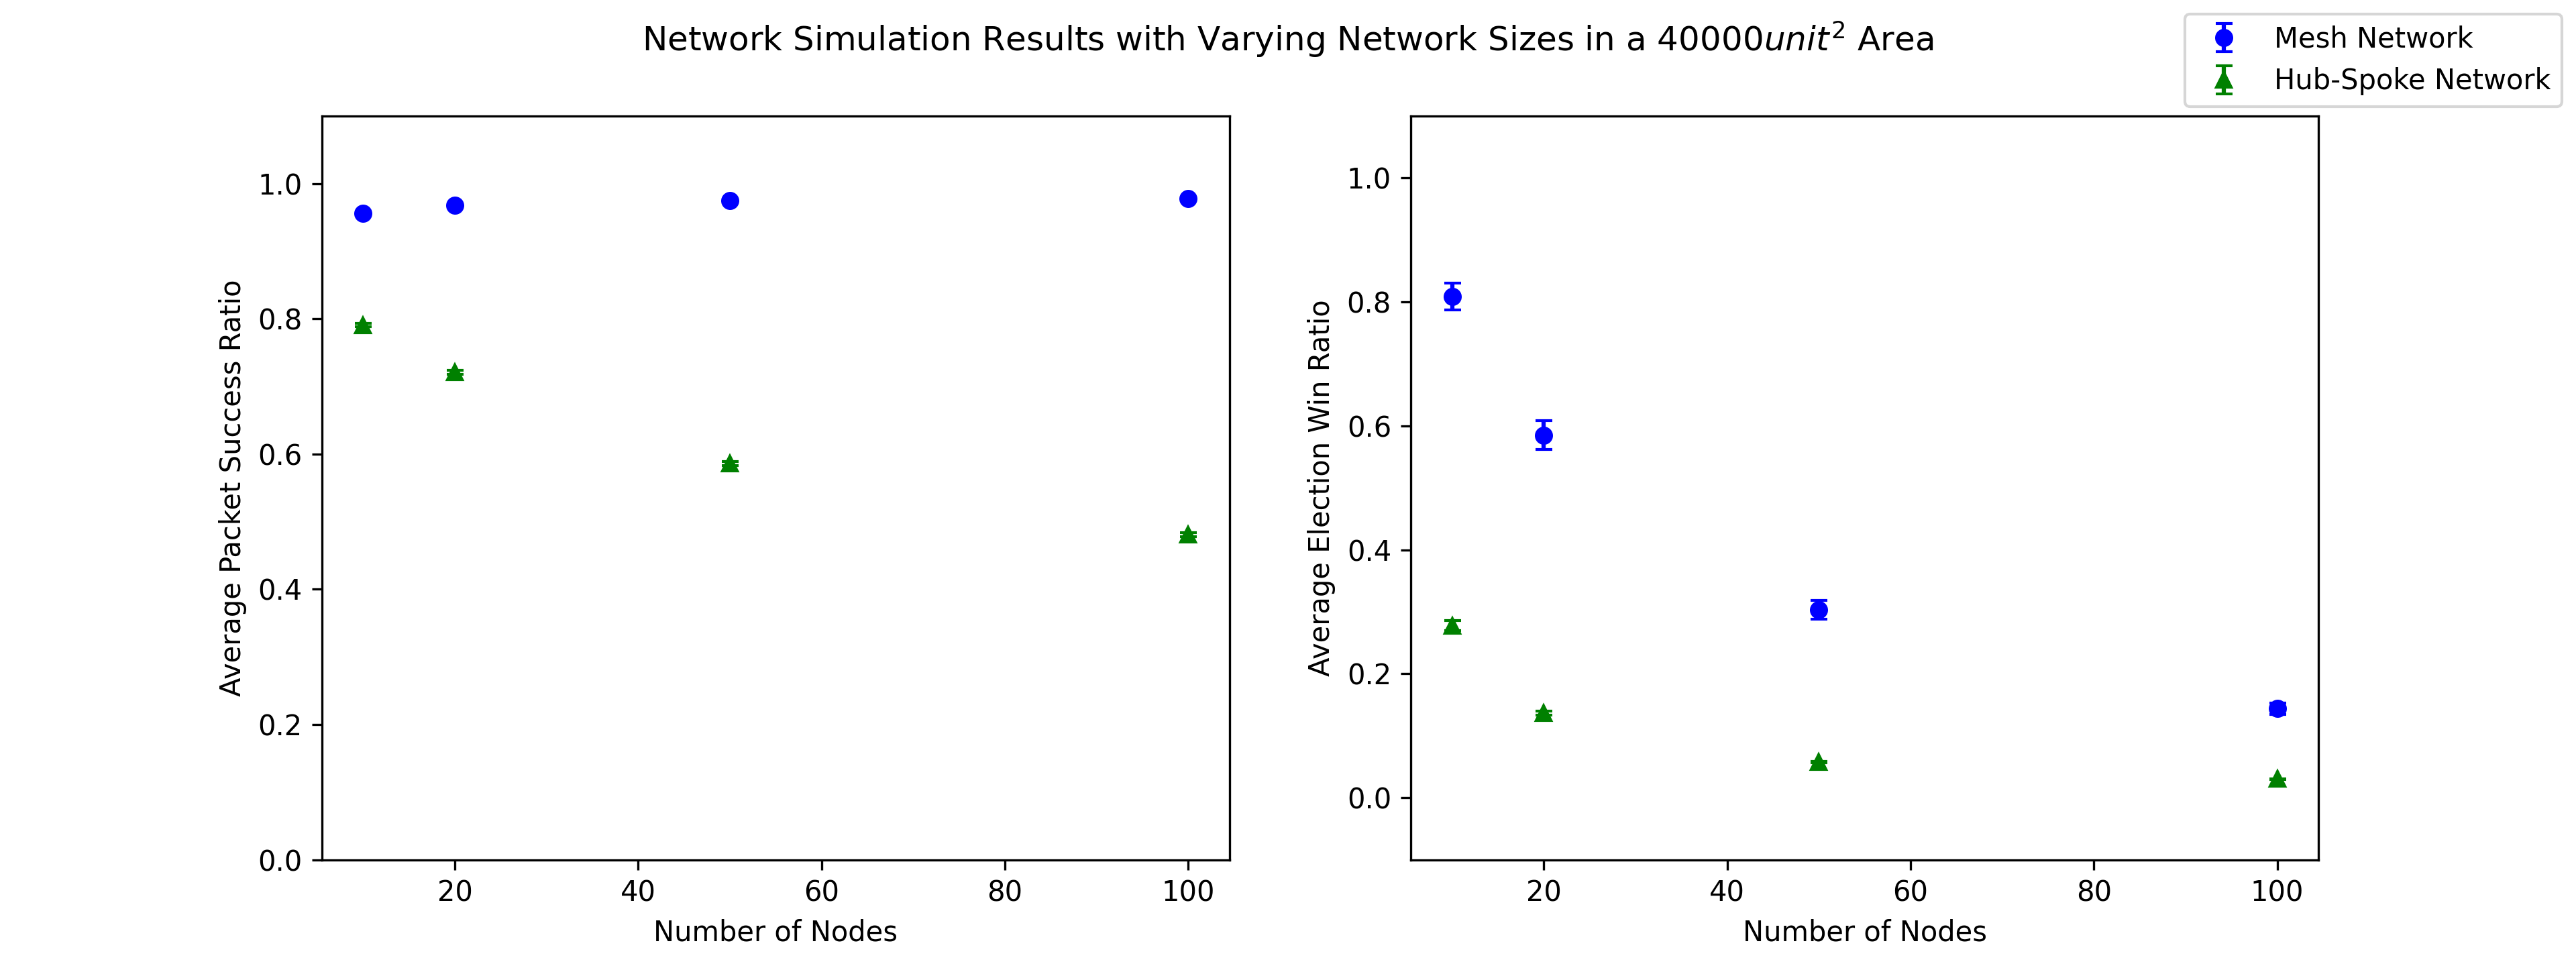 Network Simulation Results with Varying Network Sizes in a 40000unit² Area
Mesh Network
Hub-Spoke Network
Average Packet Success Ratio
1.0
0.8
0.6
0.4
0.2
0.0
20 40 60 80 100
Number of Nodes
Average Election Win Ratio
1.0
0.8
0.6
0.4
0.2
0.0
20 40 60 80 100
Number of Nodes